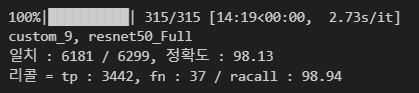 100%|██████████| 315/315 [14:19<00:00,  2.73s/it]
custom_9, resnet50_Full
일치 : 6181 / 6299, 정확도 : 98.13
리콜 = tp : 3442, fn : 37 / racall : 98.94